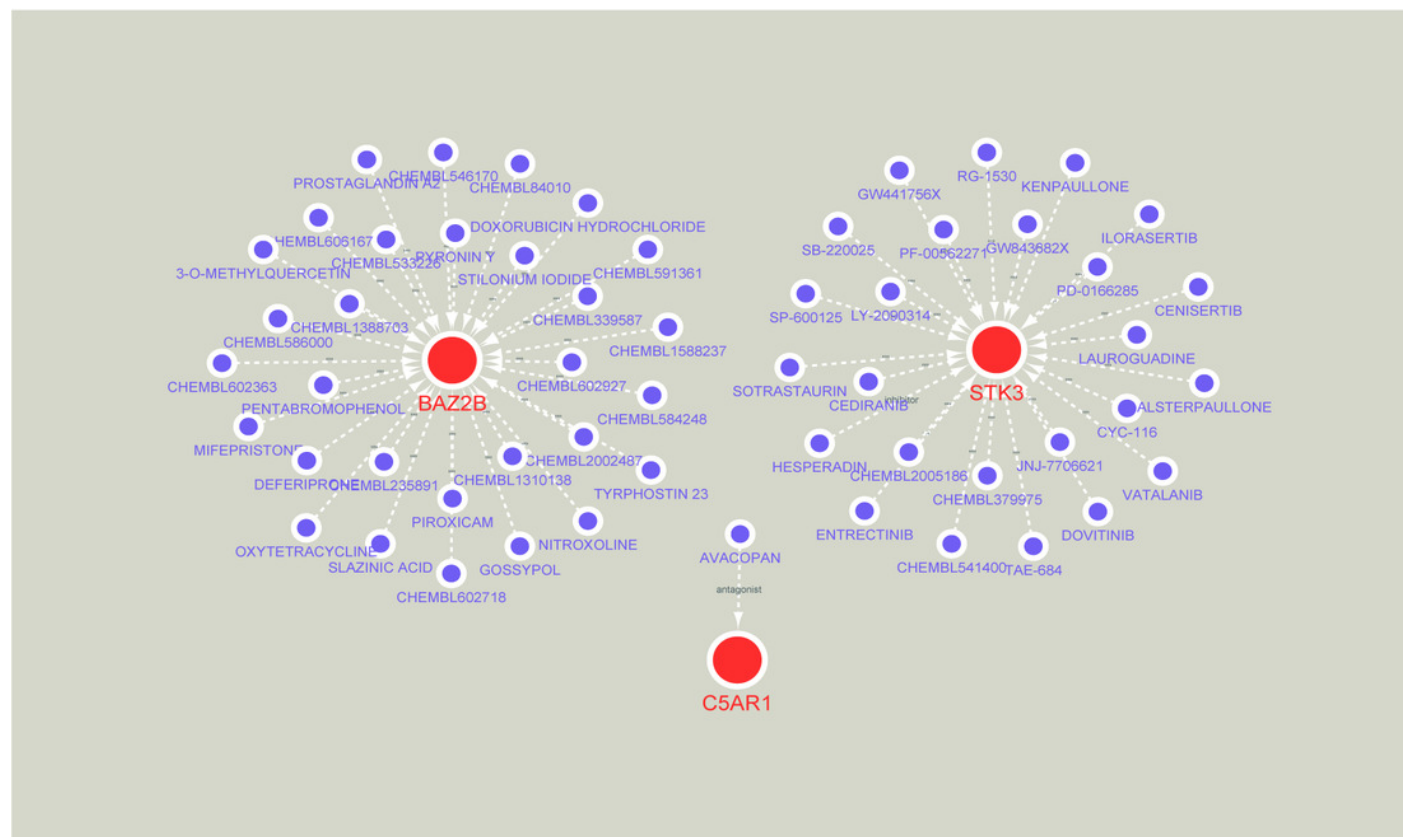 CHEMBL546170
RG-1530
PROSTAGLANDIN A2
CHEMBL84010
GW441756X
KENPAULLONE
HEMBL606167
DOXORUBICIN HYDROCHLORIDE
ILORASERTIB
CHEMBL533226
PYRONIN Y
SB-220025
PF-00562271
GW843682X
3-O-METHYLQUERCETIN
STILONIUM IODIDE
CHEMBL591361
PD-0166285
CHEMBL1388703
CHEMBL339587
SP-600125
LY-2090314
CENISERTIB
CHEMBL586000
CHEMBL1588237
LAUROGUADINE
CHEMBL602363
CHEMBL602927
SOTRASTAURIN
CEDIRANIB
STK3
inhibitor
PENTABROMOPHENOL
BAZ2B
CHEMBL584248
ALSTERPAULLONE
MIFEPRISTONE
CYC-116
CHEMBL2002487
HESPERADIN
CHEMBL2005186
JNJ-7706621
DEFERIPRONE
CHEMBL235891
CHEMBL1310138
TYRPHOSTIN 23
CHEMBL379975
VATALANIB
PIROXICAM
OXYTETRACYCLINE
NITROXOLINE
AVACOPAN
ENTRECTINIB
DOVITINIB
SLAZINIC ACID
GOSSYPOL
CHEMBL541400
TAE-684
CHEMBL602718
antagonist
C5AR1